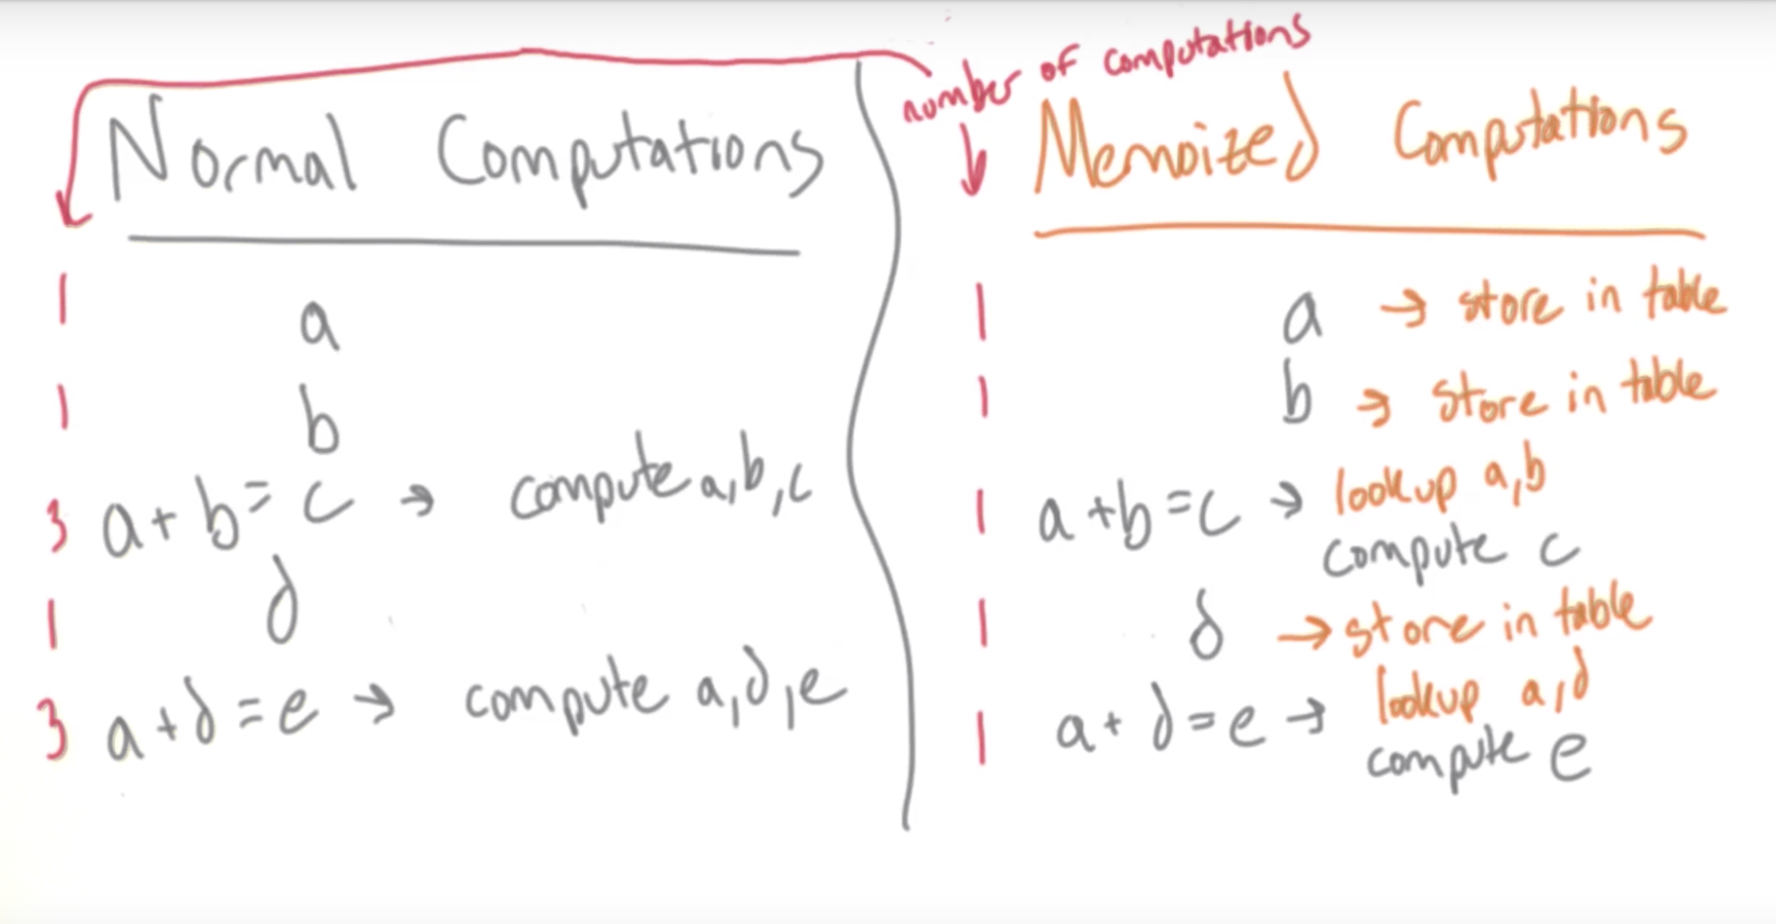 number of computations
Normal Computations
1 a
1 b
3 a + b = c → compute a, b, c
1 d
3 a + d = e → compute a, d, e
Memoized Computations
1 a → store in table
1 b → store in table
1 a + b = c → lookup a, b
compute c
1 d → store in table
1 a + d = e → lookup a, d
compute e